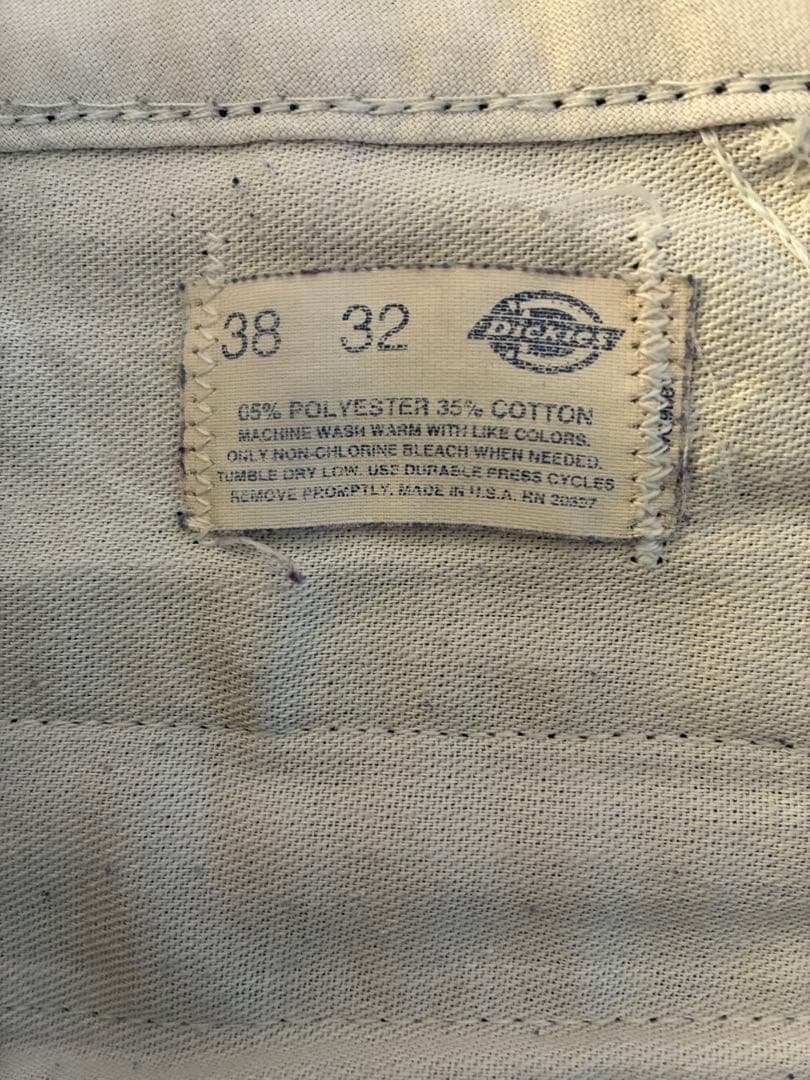 38 32 Dickies
65% POLYESTER 35% COTTON
MACHINE WASH WARM WITH LIKE COLORS.
ONLY NON-CHLORINE BLEACH WHEN NEEDED.
TUMBLE DRY LOW. USE DURABLE PRESS CYCLES
REMOVE PROMPTLY. MADE IN U.S.A. RN 20697